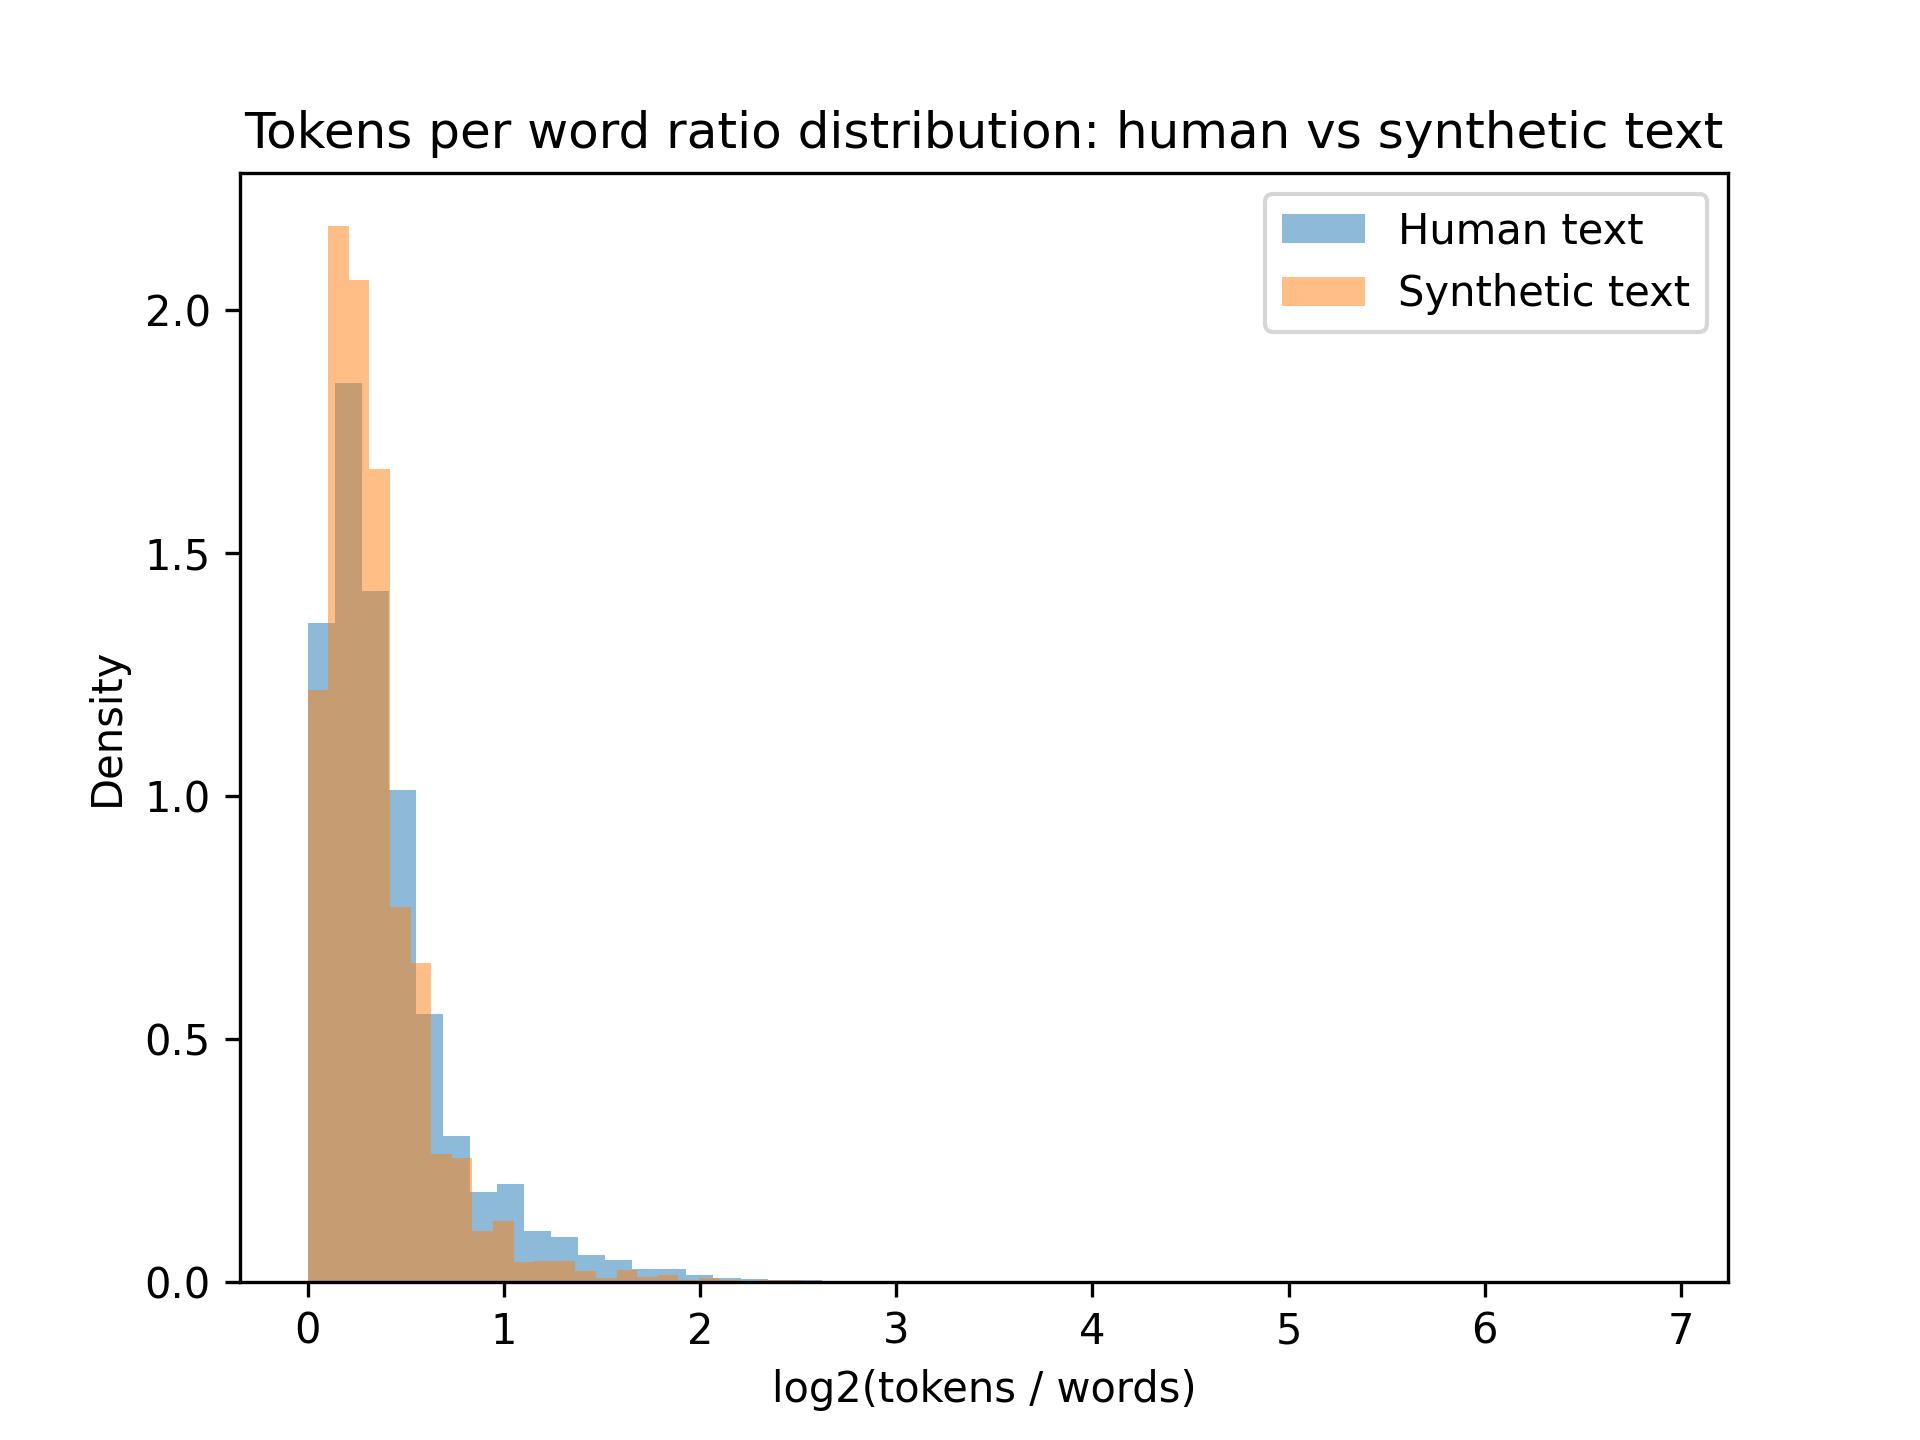 Tokens per word ratio distribution: human vs synthetic text
Human text
Synthetic text
Density
2.0
1.5
1.0
0.5
0.0
0 1 2 3 4 5 6 7
log2(tokens / words)